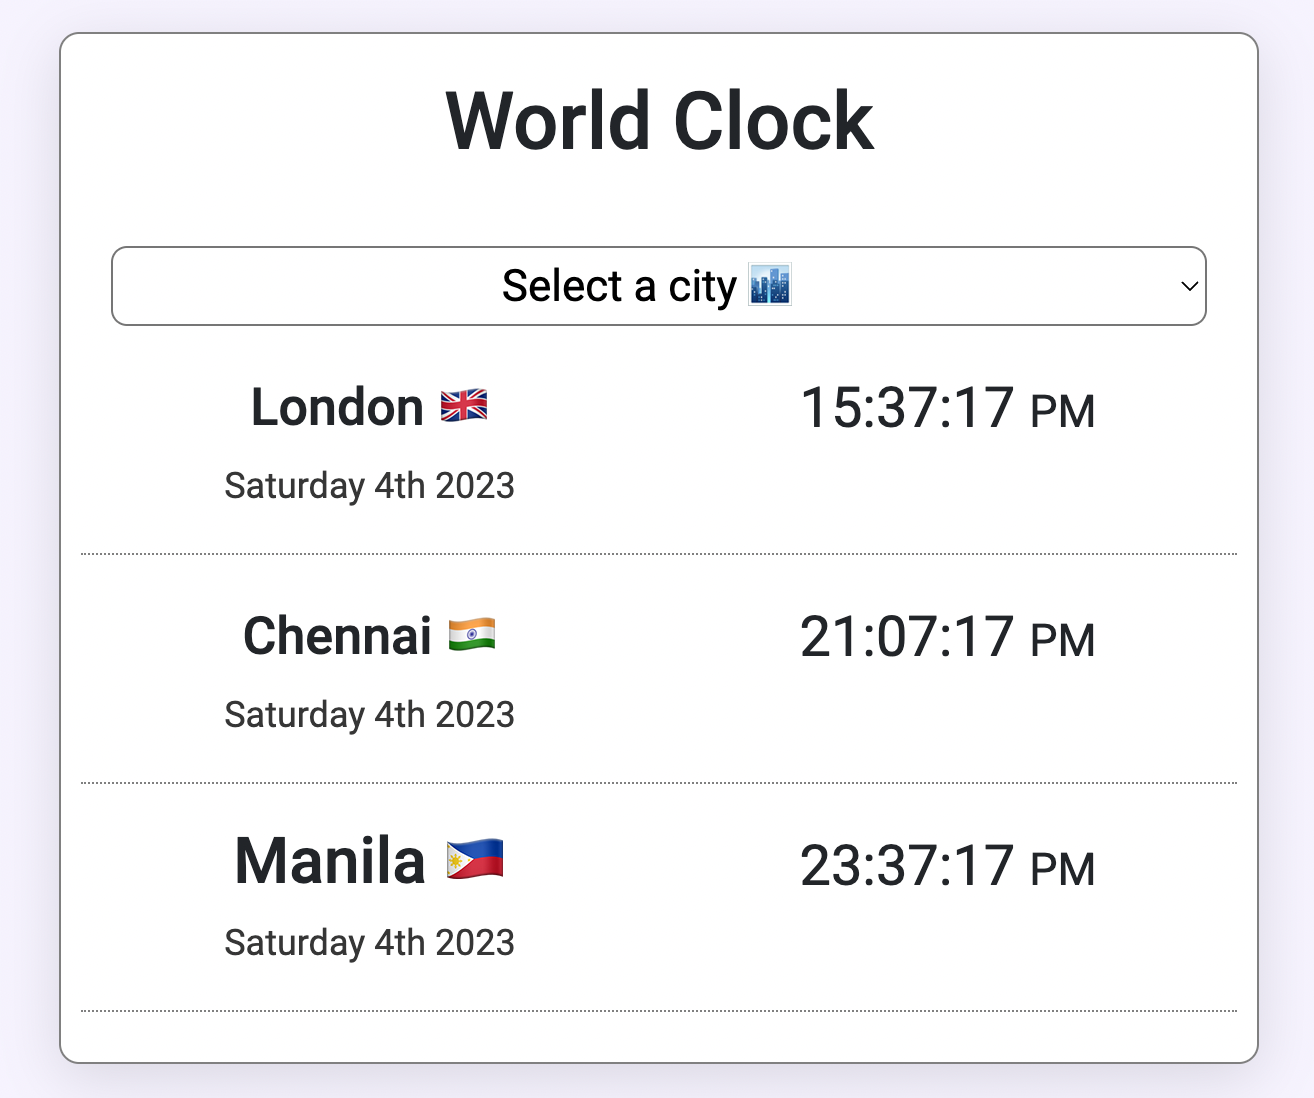 World Clock
Select a city 🏙️
London 🇬🇧 15:37:17 PM
Saturday 4th 2023
Chennai 🇮🇳 21:07:17 PM
Saturday 4th 2023
Manila 🇵🇭 23:37:17 PM
Saturday 4th 2023